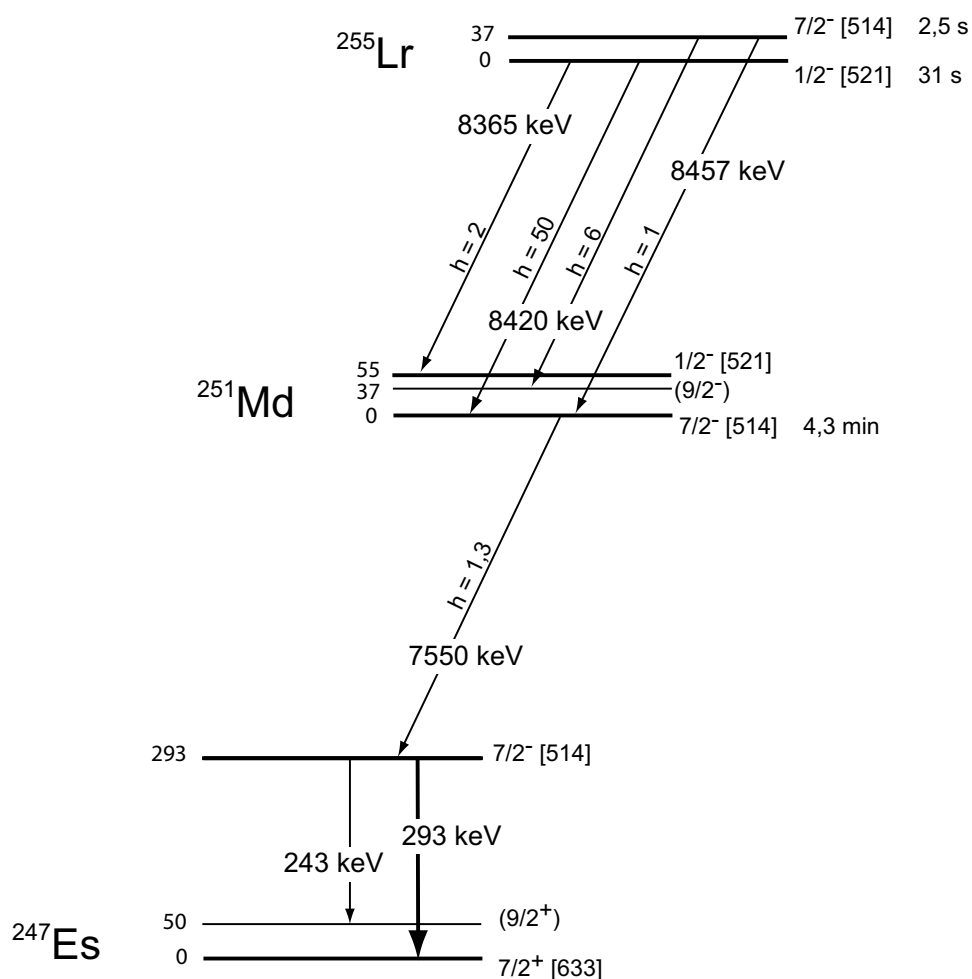 37 7/2⁻ [514] 2,5 s
²⁵⁵Lr
0 1/2⁻ [521] 31 s
8365 keV
8457 keV
h = 2
h = 50
h = 6
h = 1
8420 keV
55 1/2⁻ [521]
²⁵¹Md
37 (9/2⁻)
0 7/2⁻ [514] 4,3 min
h = 1,3
7550 keV
293 7/2⁻ [514]
293 keV
243 keV
50 (9/2⁺)
²⁴⁷Es
0 7/2⁺ [633]